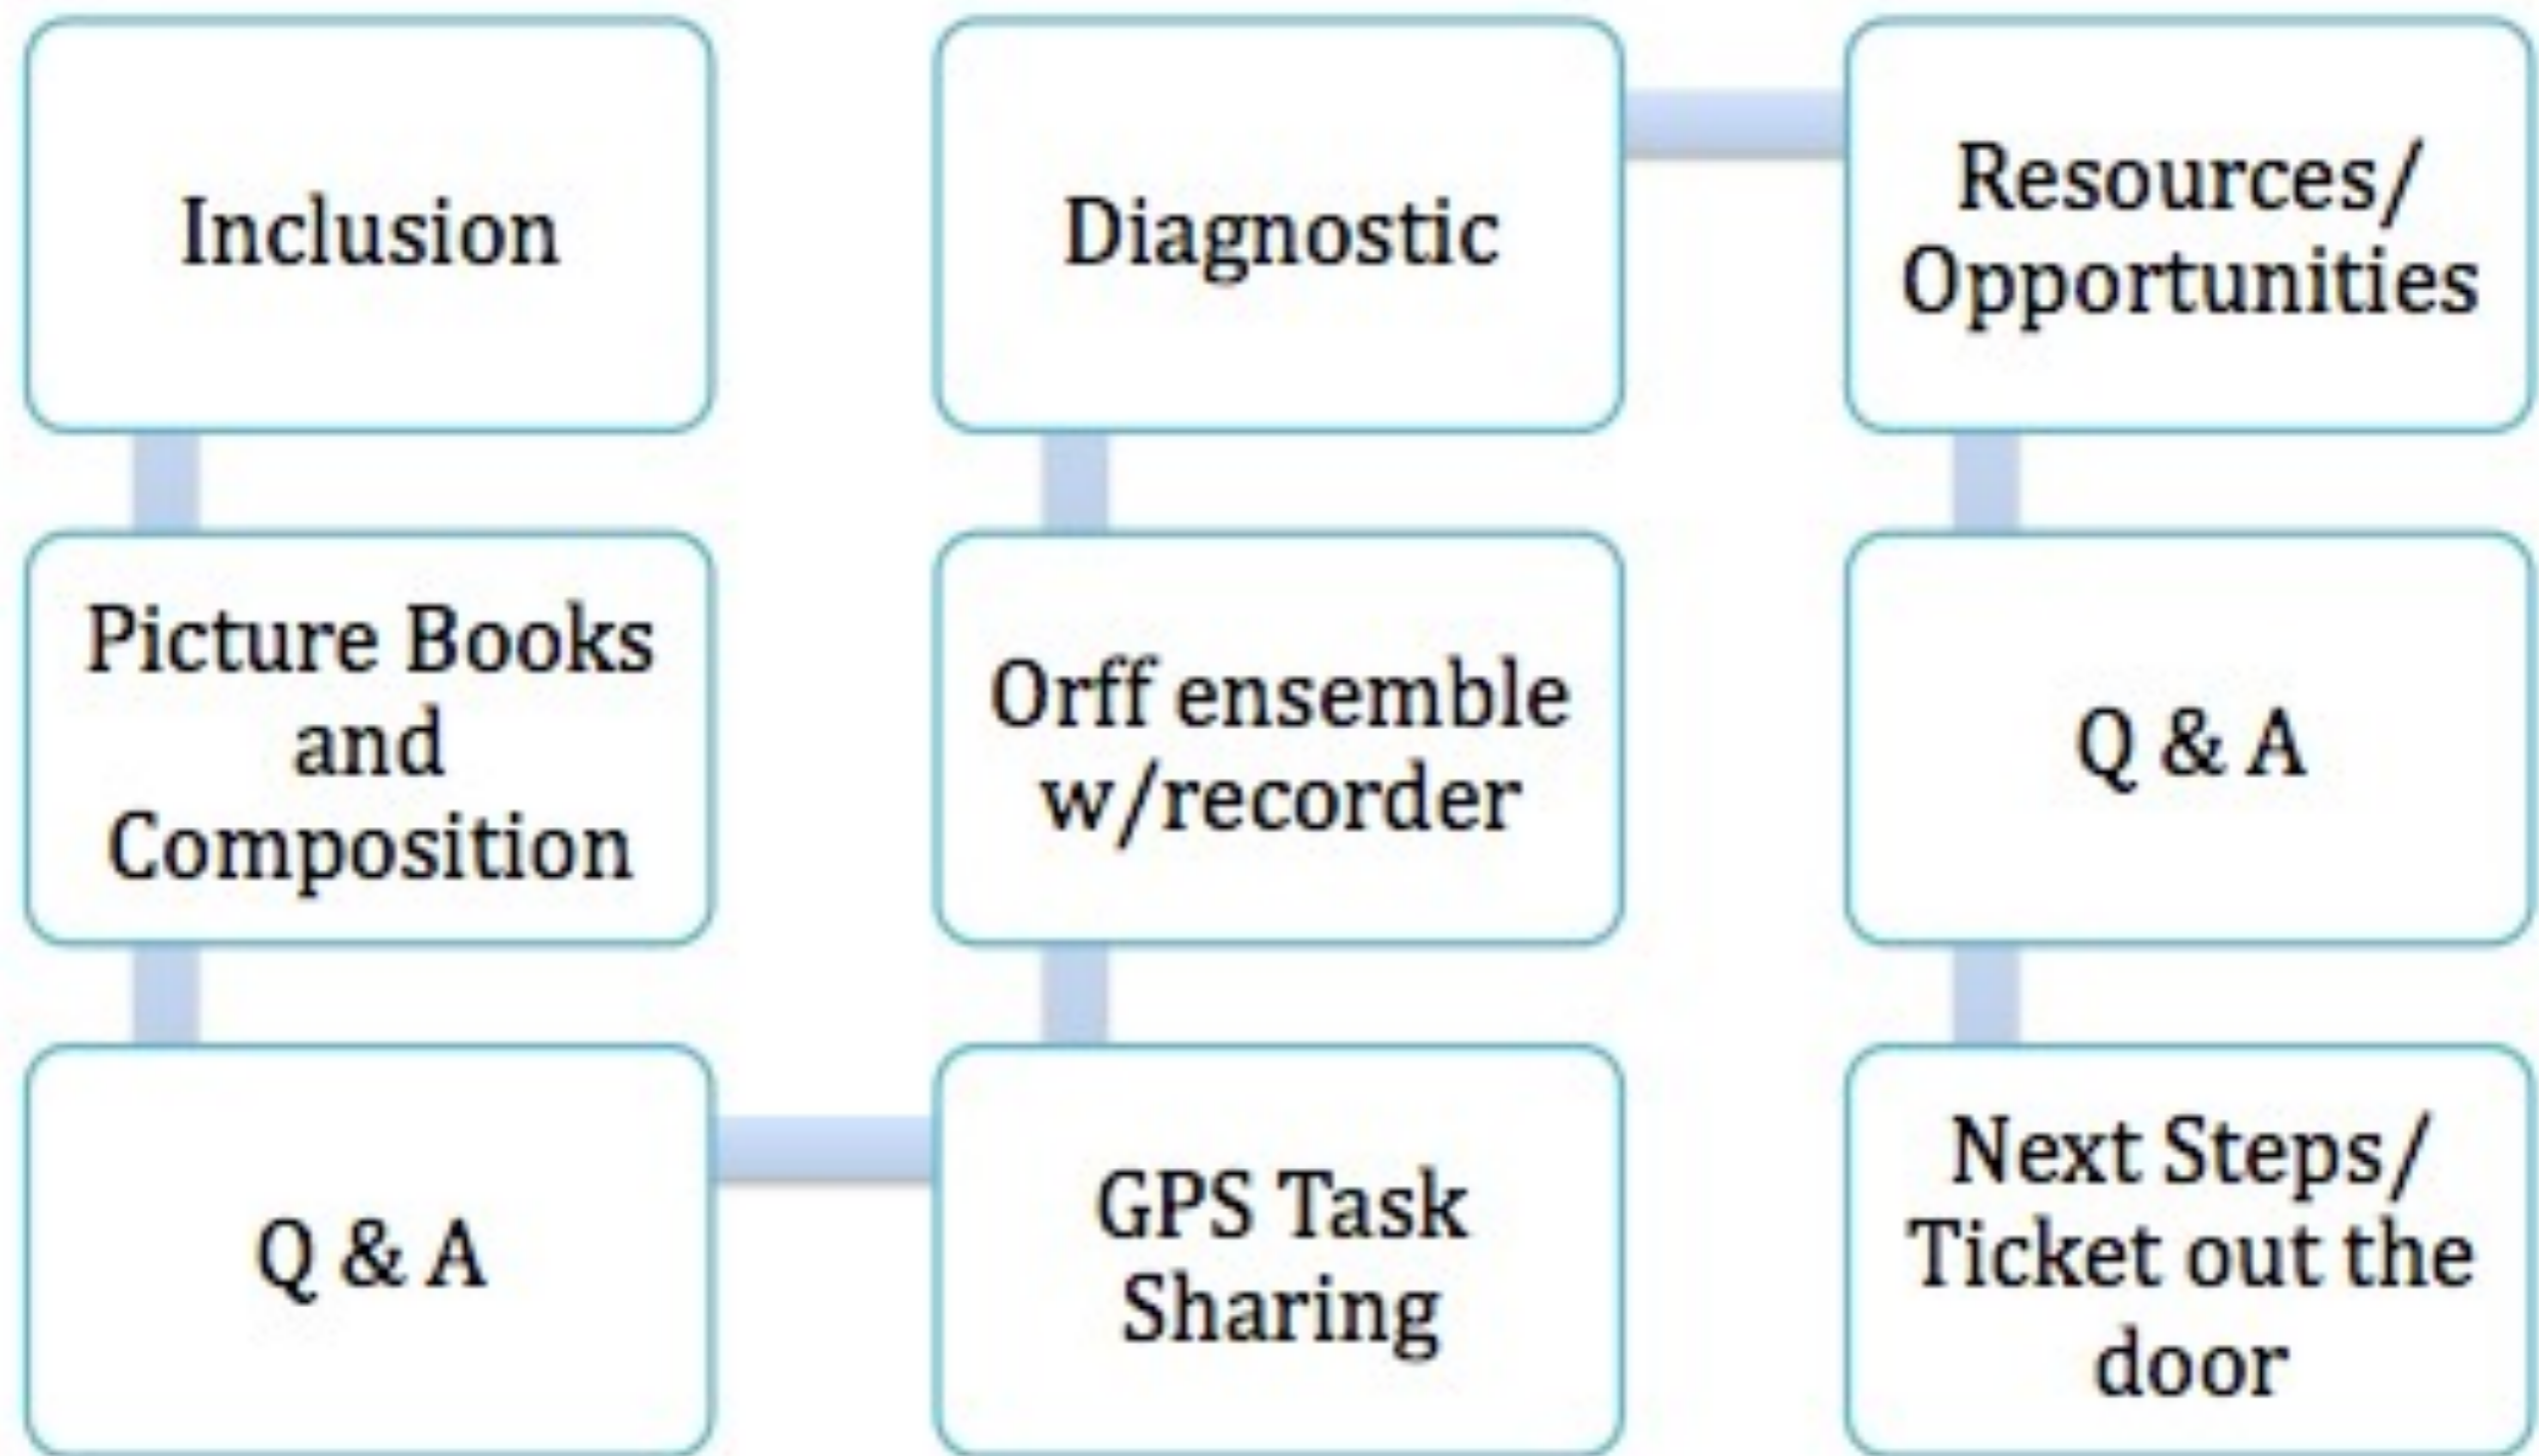 Inclusion
Picture Books
and
Composition
Q & A
GPS Task
Sharing
Orff ensemble
w/recorder
Diagnostic
Resources/
Opportunities
Q & A
Next Steps/
Ticket out the
door